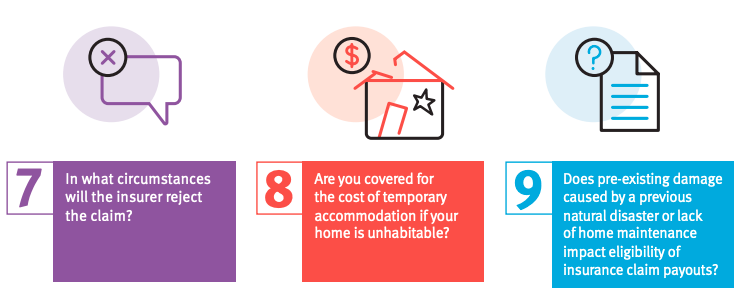 7
In what circumstances
will the insurer reject
the claim?
8
Are you covered for
the cost of temporary
accommodation if your
home is unhabitable?
9
Does pre-existing damage
caused by a previous
natural disaster or lack
of home maintenance
impact eligibility of
insurance claim payouts?
$
?